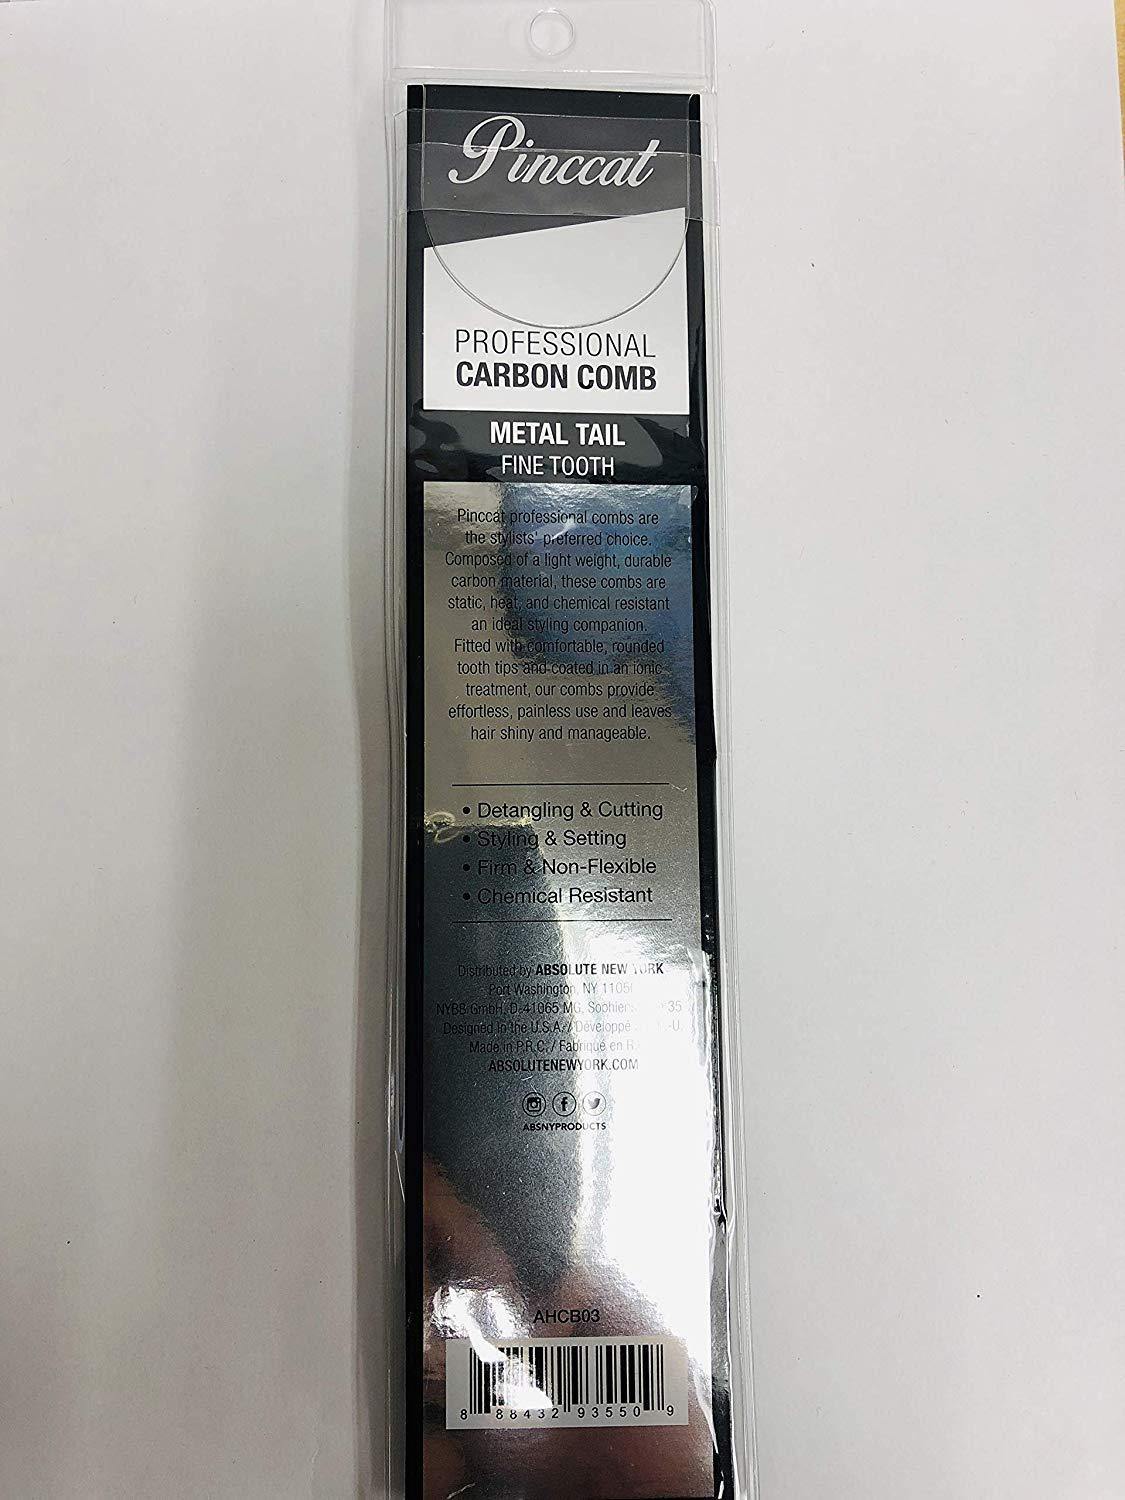 Pinccat
PROFESSIONAL
CARBON COMB
METAL TAIL
FINE TOOTH
Pinccat professional combs are
the stylists' preferred choice.
Composed of a light weight, durable
carbon material, these combs are
static, heat, and chemical resistant
an ideal styling companion.
Fitted with comfortable, rounded
tooth tips and coated in an ionic
treatment, our combs provide
effortless, painless use and leaves
hair shiny and manageable.
• Detangling & Cutting
• Styling & Setting
• Firm & Non-Flexible
• Chemical Resistant
Distributed by ABSOLUTE NEW YORK
Port Washington, NY
NYBB GmbH, D-41065 MG,
Designed in the U.S.A. / Développé
Made in P.R.C. / Fabriqué en
ABSOLUTENEWYORK.COM
ABSNYPRODUCTS
AHCB03
8 88432 93550 9